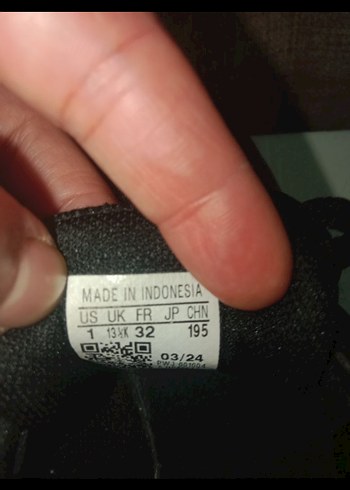 MADE IN INDONESIA
US UK FR JP CHN
1 13½K 32 195
03/24